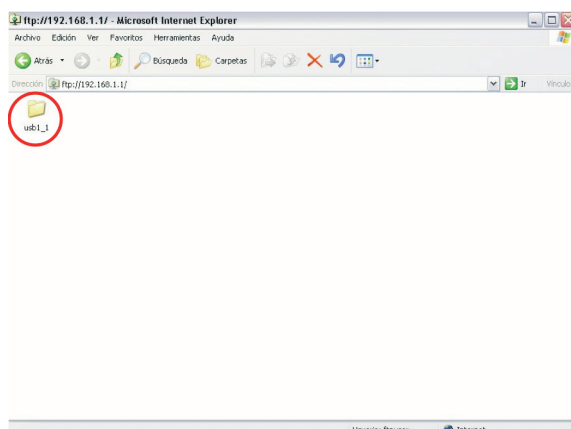 ftp://192.168.1.1/ - Microsoft Internet Explorer
Archivo Edición Ver Favoritos Herramientas Ayuda
Atrás Búsqueda Carpetas
Dirección ftp://192.168.1.1/ Ir Vínculo
usb1_1
Internet